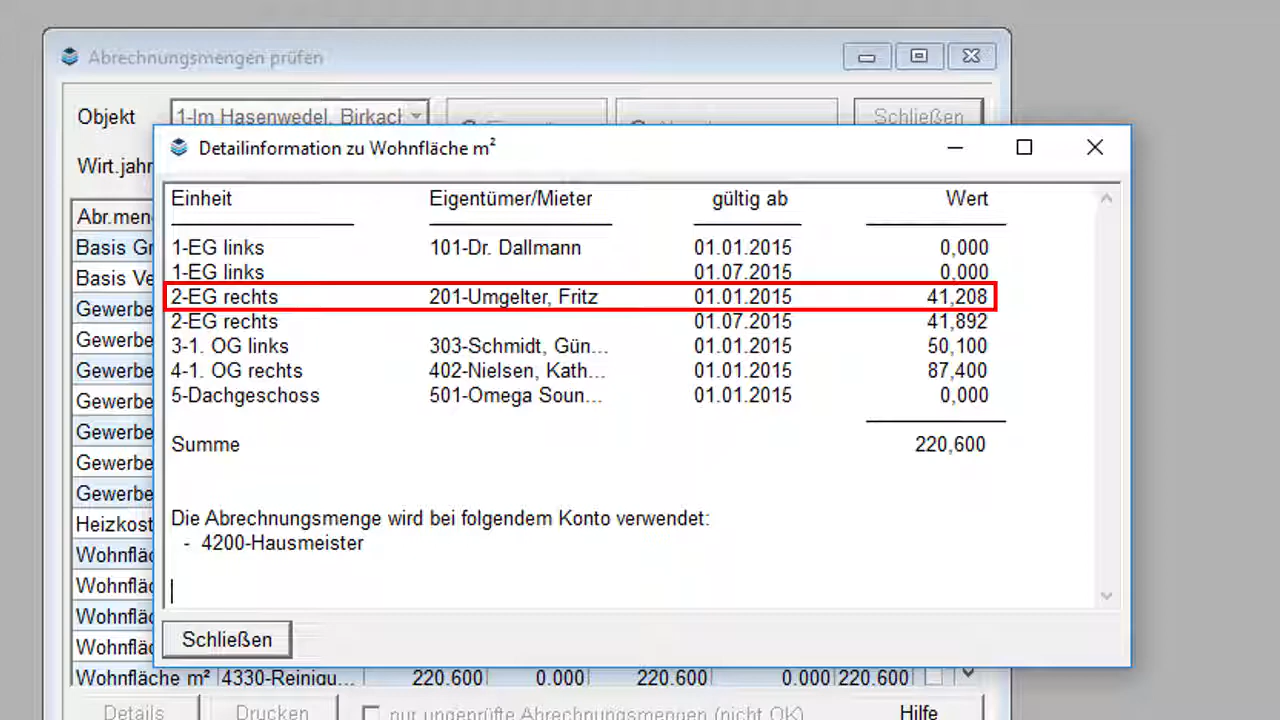 Abrechnungsmengen prüfen
Objekt 1-Im Hasenwedel, Birkach Schließen
Detailinformation zu Wohnfläche m²
Wirt.jahr
Einheit Eigentümer/Mieter gültig ab Wert
Abr.men
Basis Gr 1-EG links 101-Dr. Dallmann 01.01.2015 0,000
Basis Ve 1-EG links 01.07.2015 0,000
Gewerbe 2-EG rechts 201-Umgelter, Fritz 01.01.2015 41,208
2-EG rechts 01.07.2015 41,892
Gewerbe 3-1. OG links 303-Schmidt, Gün... 01.01.2015 50,100
Gewerbe 4-1. OG rechts 402-Nielsen, Kath... 01.01.2015 87,400
Gewerbe 5-Dachgeschoss 501-Omega Soun... 01.01.2015 0,000
Gewerbe Summe 220,600
Gewerbe
Gewerbe
Heizkost Die Abrechnungsmenge wird bei folgendem Konto verwendet:
- 4200-Hausmeister
Wohnfläc
Wohnfläc
Wohnfläc
Wohnfläc Schließen
Wohnfläche m² 4330-Reinigu... 220.600 0.000 220.600 0.000 220.600
Details Drucken nur ungeprüfte Abrechnungsmengen (nicht OK) Hilfe